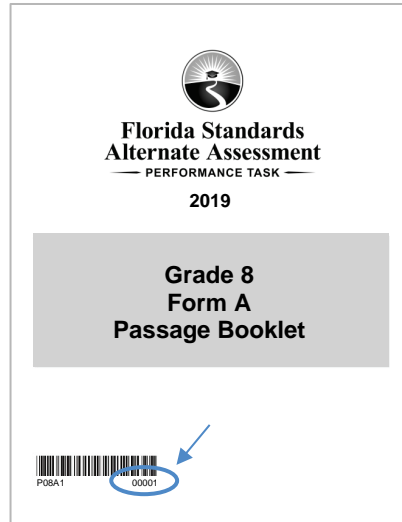 Florida Standards
Alternate Assessment
PERFORMANCE TASK
2019
Grade 8
Form A
Passage Booklet
P08A1 00001